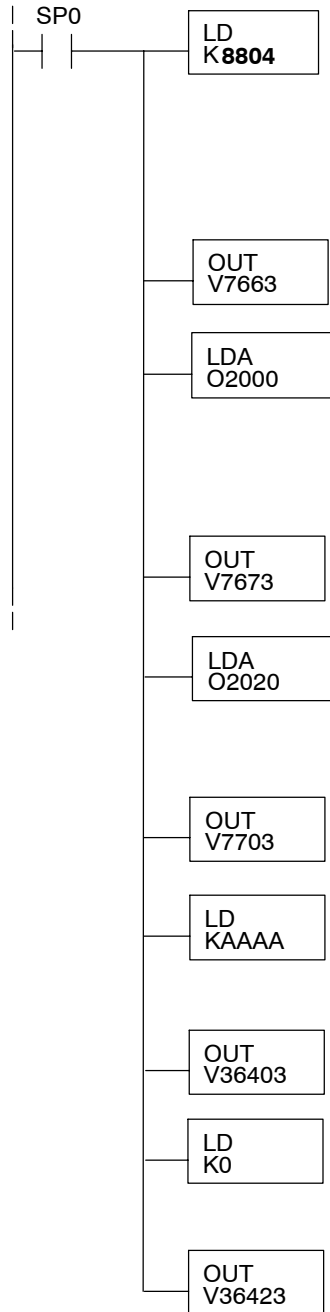 SP0
LD
K8804
OUT
V7663
LDA
O2000
OUT
V7673
LDA
O2020
OUT
V7703
LD
KAAAA
OUT
V36403
LD
K0
OUT
V36423